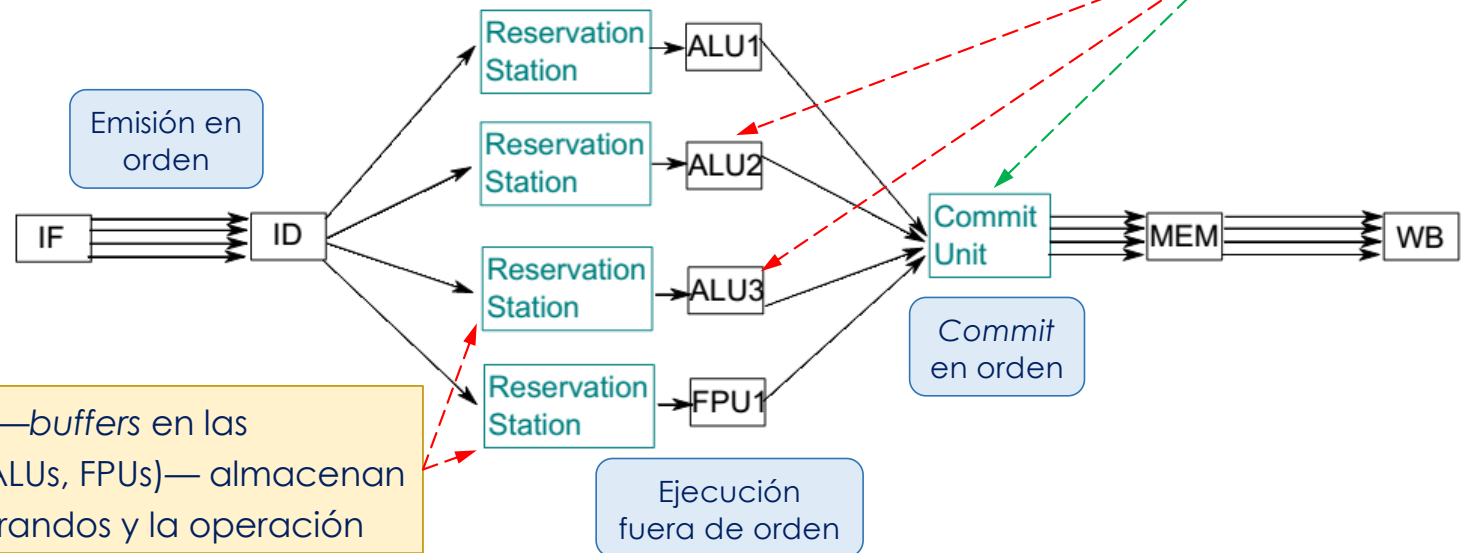 Reservation
Station
ALU1
Emisión en
orden
Reservation
Station
ALU2
IF
ID
Commit
Unit
MEM
WB
Reservation
Station
ALU3
Commit
en orden
Reservation
Station
FPU1
—buffers en las
ALUs, FPUs)— almacenan
randos y la operación
Ejecución
fuera de orden